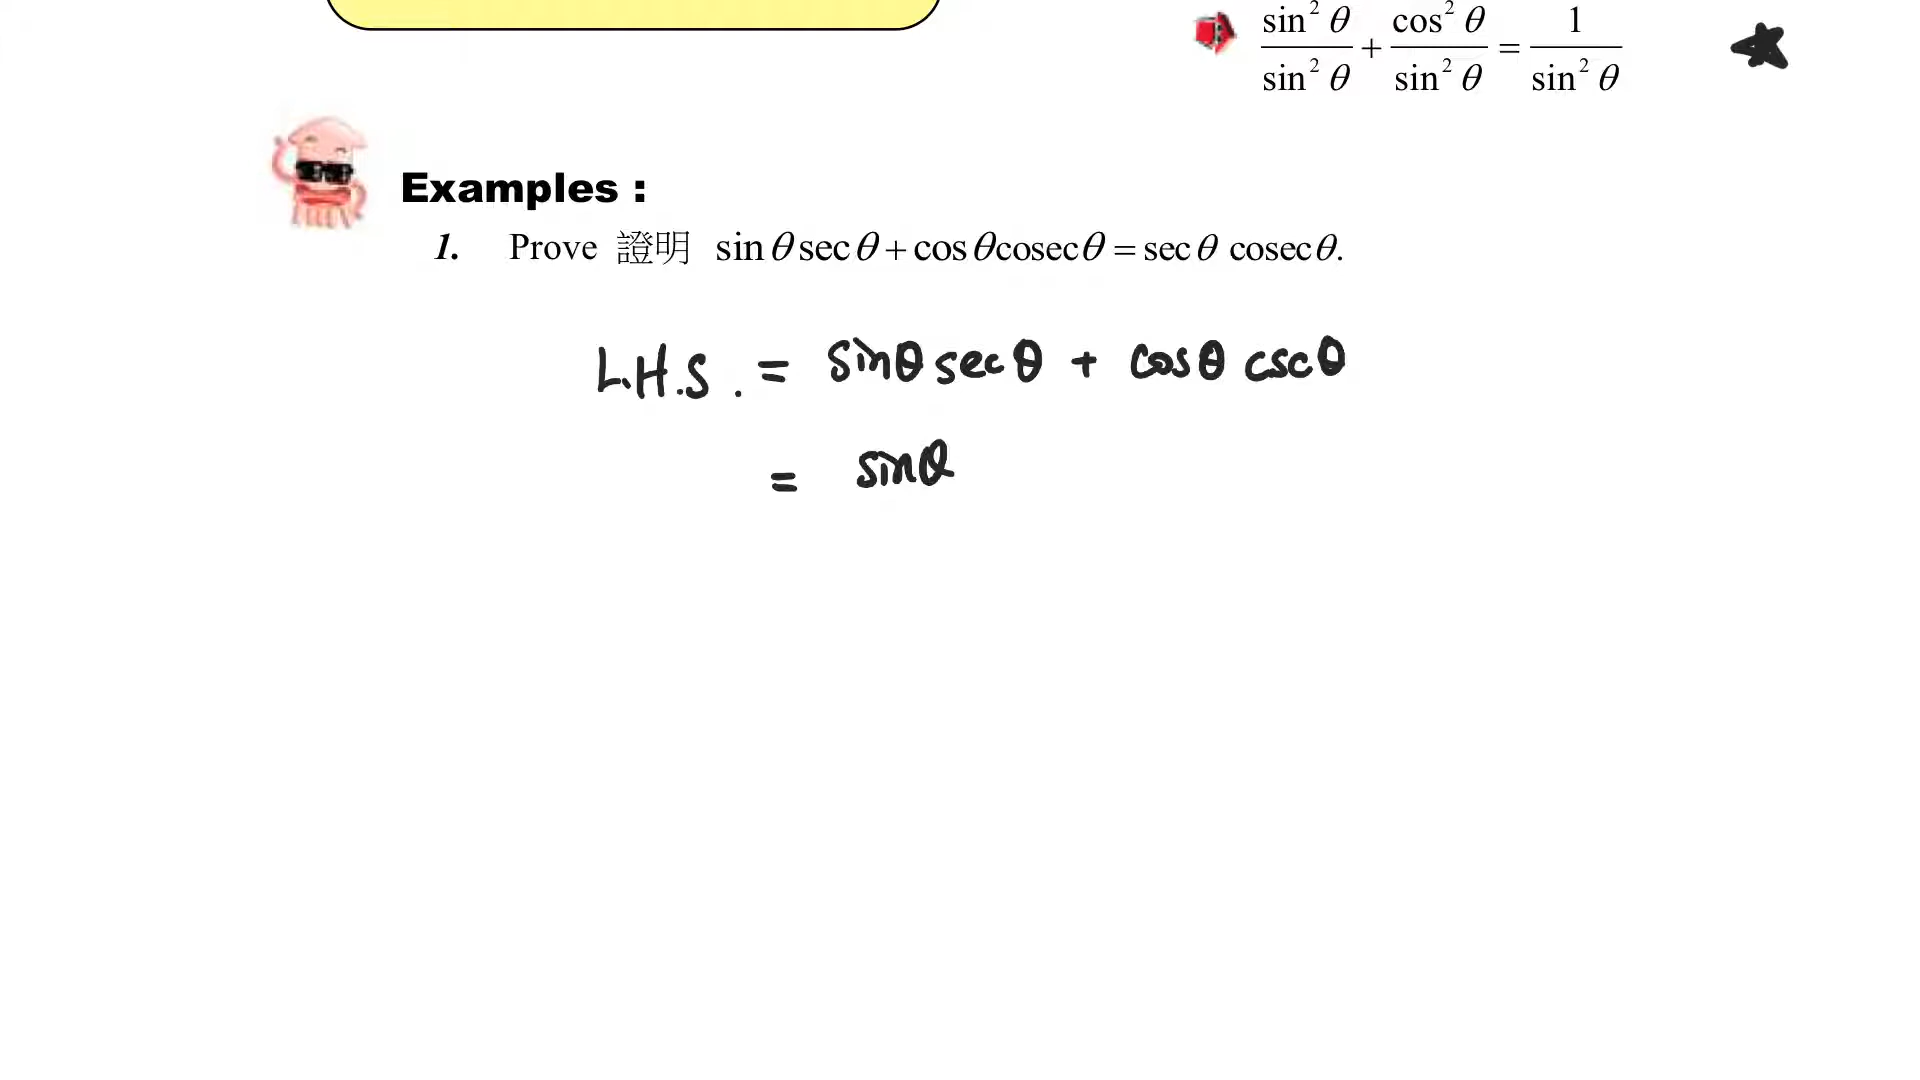 sin² θ / sin² θ + cos² θ / sin² θ = 1 / sin² θ
Examples :
1. Prove 證明 sin θ sec θ + cos θ cosec θ = sec θ cosec θ.
L.H.S. = sinθ secθ + cosθ cscθ
= sinθ